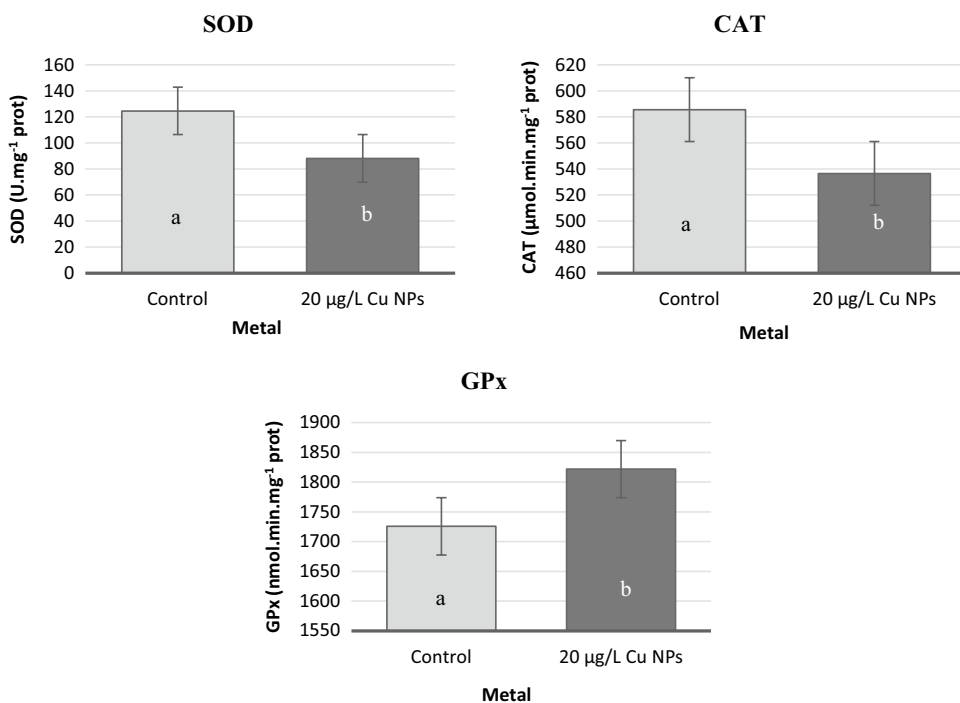 SOD
SOD (U.mg⁻¹ prot)
160
140
120
100
80
60
40
20
0
a
b
Control
20 µg/L Cu NPs
Metal
CAT
CAT (µmol.min.mg⁻¹ prot)
620
600
580
560
540
520
500
480
460
a
b
Control
20 µg/L Cu NPs
Metal
GPx
GPx (nmol.min.mg⁻¹ prot)
1900
1850
1800
1750
1700
1650
1600
1550
a
b
Control
20 µg/L Cu NPs
Metal